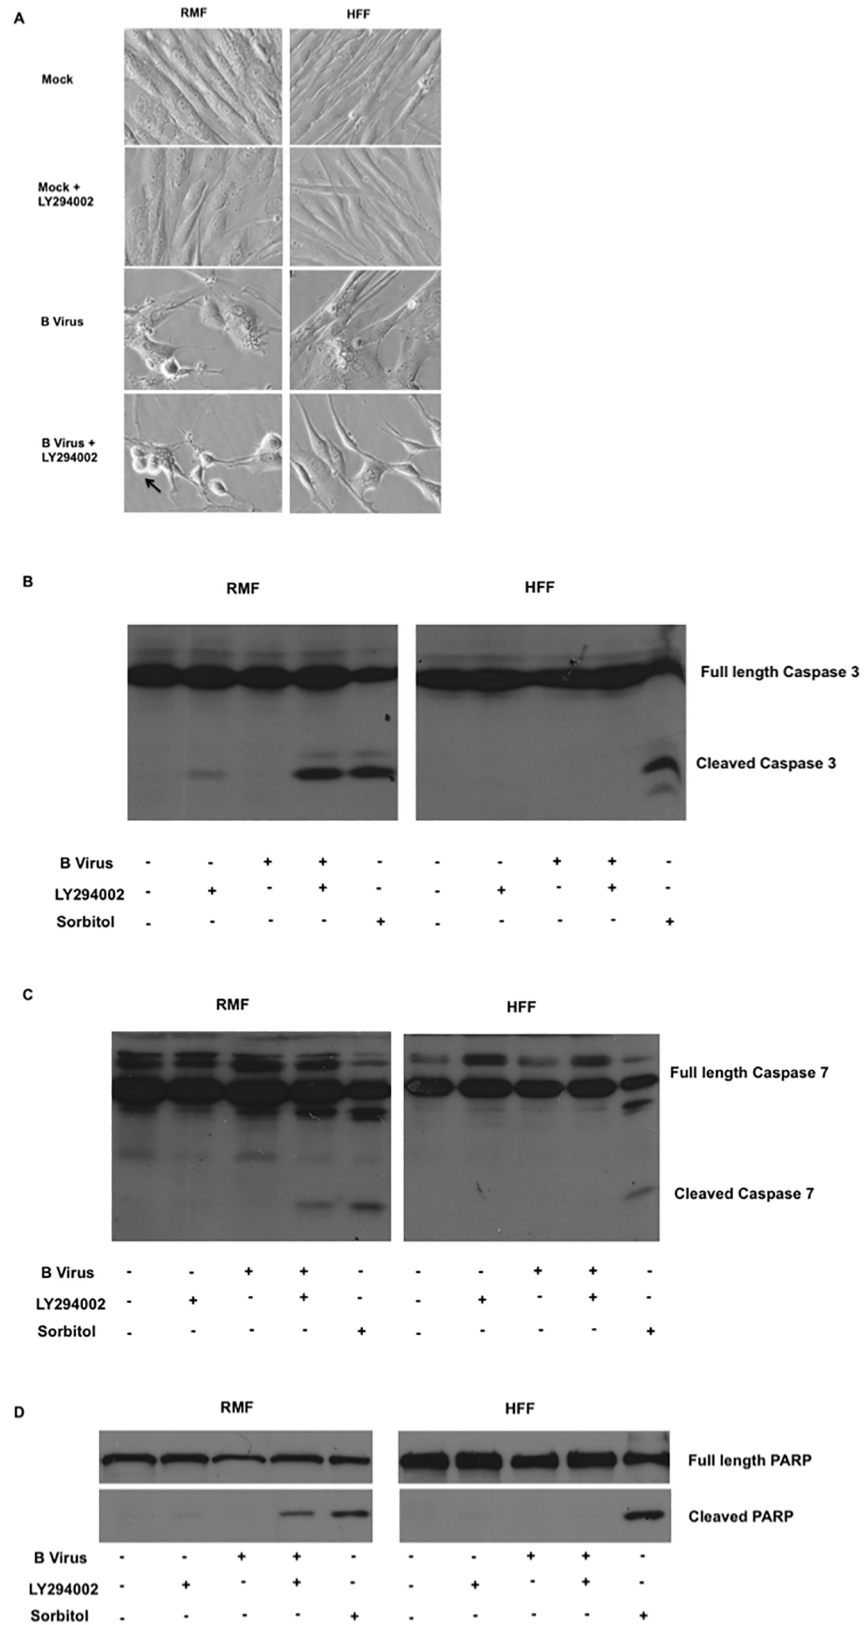 A
RMF HFF
Mock
Mock +
LY294002
B Virus
B Virus +
LY294002
B
RMF HFF
Full length Caspase 3
Cleaved Caspase 3
B Virus - - + + - - - + + -
LY294002 - + - + - - + - + -
Sorbitol - - - - + - - - - +
C
RMF HFF
Full length Caspase 7
Cleaved Caspase 7
B Virus - - + + - - - + + -
LY294002 - + - + - - + - + -
Sorbitol - - - - + - - - - +
D
RMF HFF
Full length PARP
Cleaved PARP
B Virus - - + + - - - + + -
LY294002 - + - + - - + - + -
Sorbitol - - - - + - - - - +